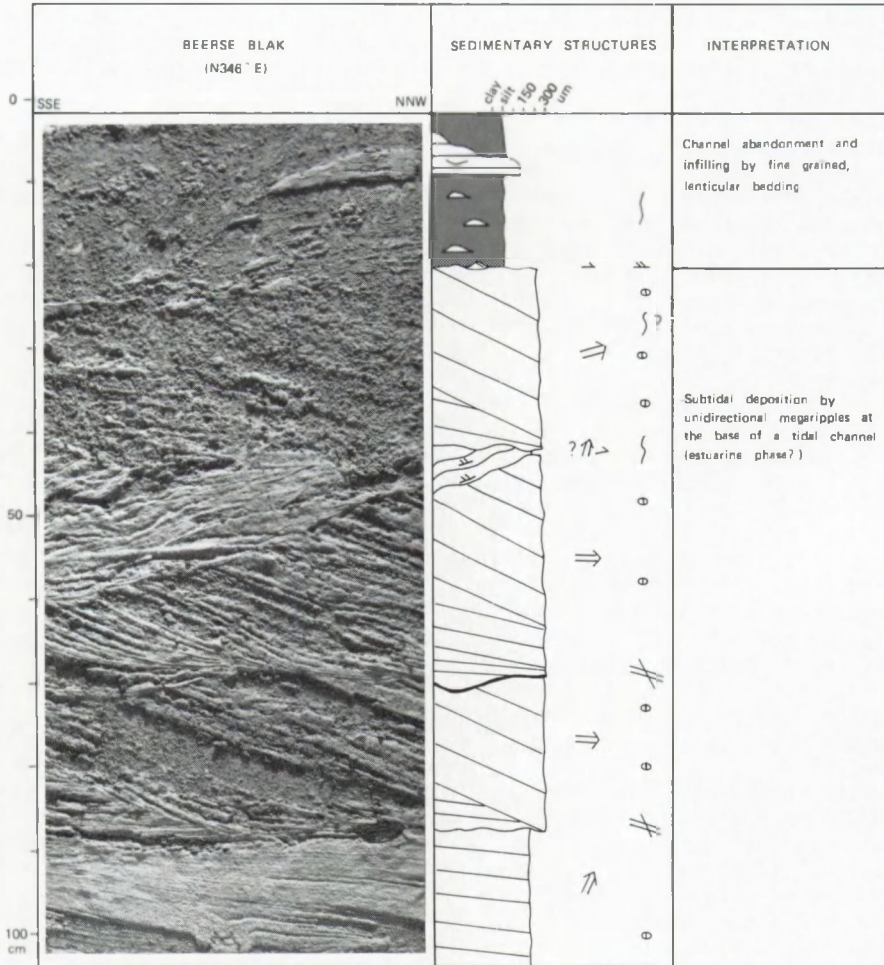 BEERSE BLAK
(N346° E)
SEDIMENTARY STRUCTURES
INTERPRETATION
0
SSE
NNW
clay
silt
150
300
um
Channel abandonment and
infilling by fine grained,
lenticular bedding
?
Subtidal deposition by
unidirectional megaripples at
the base of a tidal channel
(estuarine phase?)
?
50
100
cm